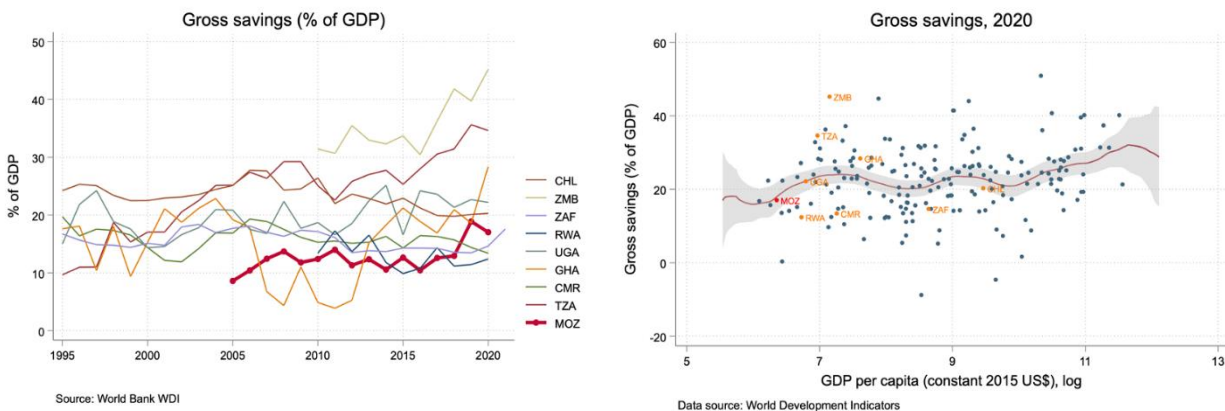 Gross savings (% of GDP)
50
40
30
20
10
0
% of GDP
1995
2000
2005
2010
2015
2020
CHL
ZMB
ZAF
RWA
UGA
GHA
CMR
TZA
MOZ
Source: World Bank WDI
Gross savings, 2020
60
40
20
0
-20
Gross savings (% of GDP)
ZMB
TZA
GHA
UGA
CHL
MOZ
RWA
CMR
ZAF
5
7
9
11
13
GDP per capita (constant 2015 US$), log
Data source: World Development Indicators